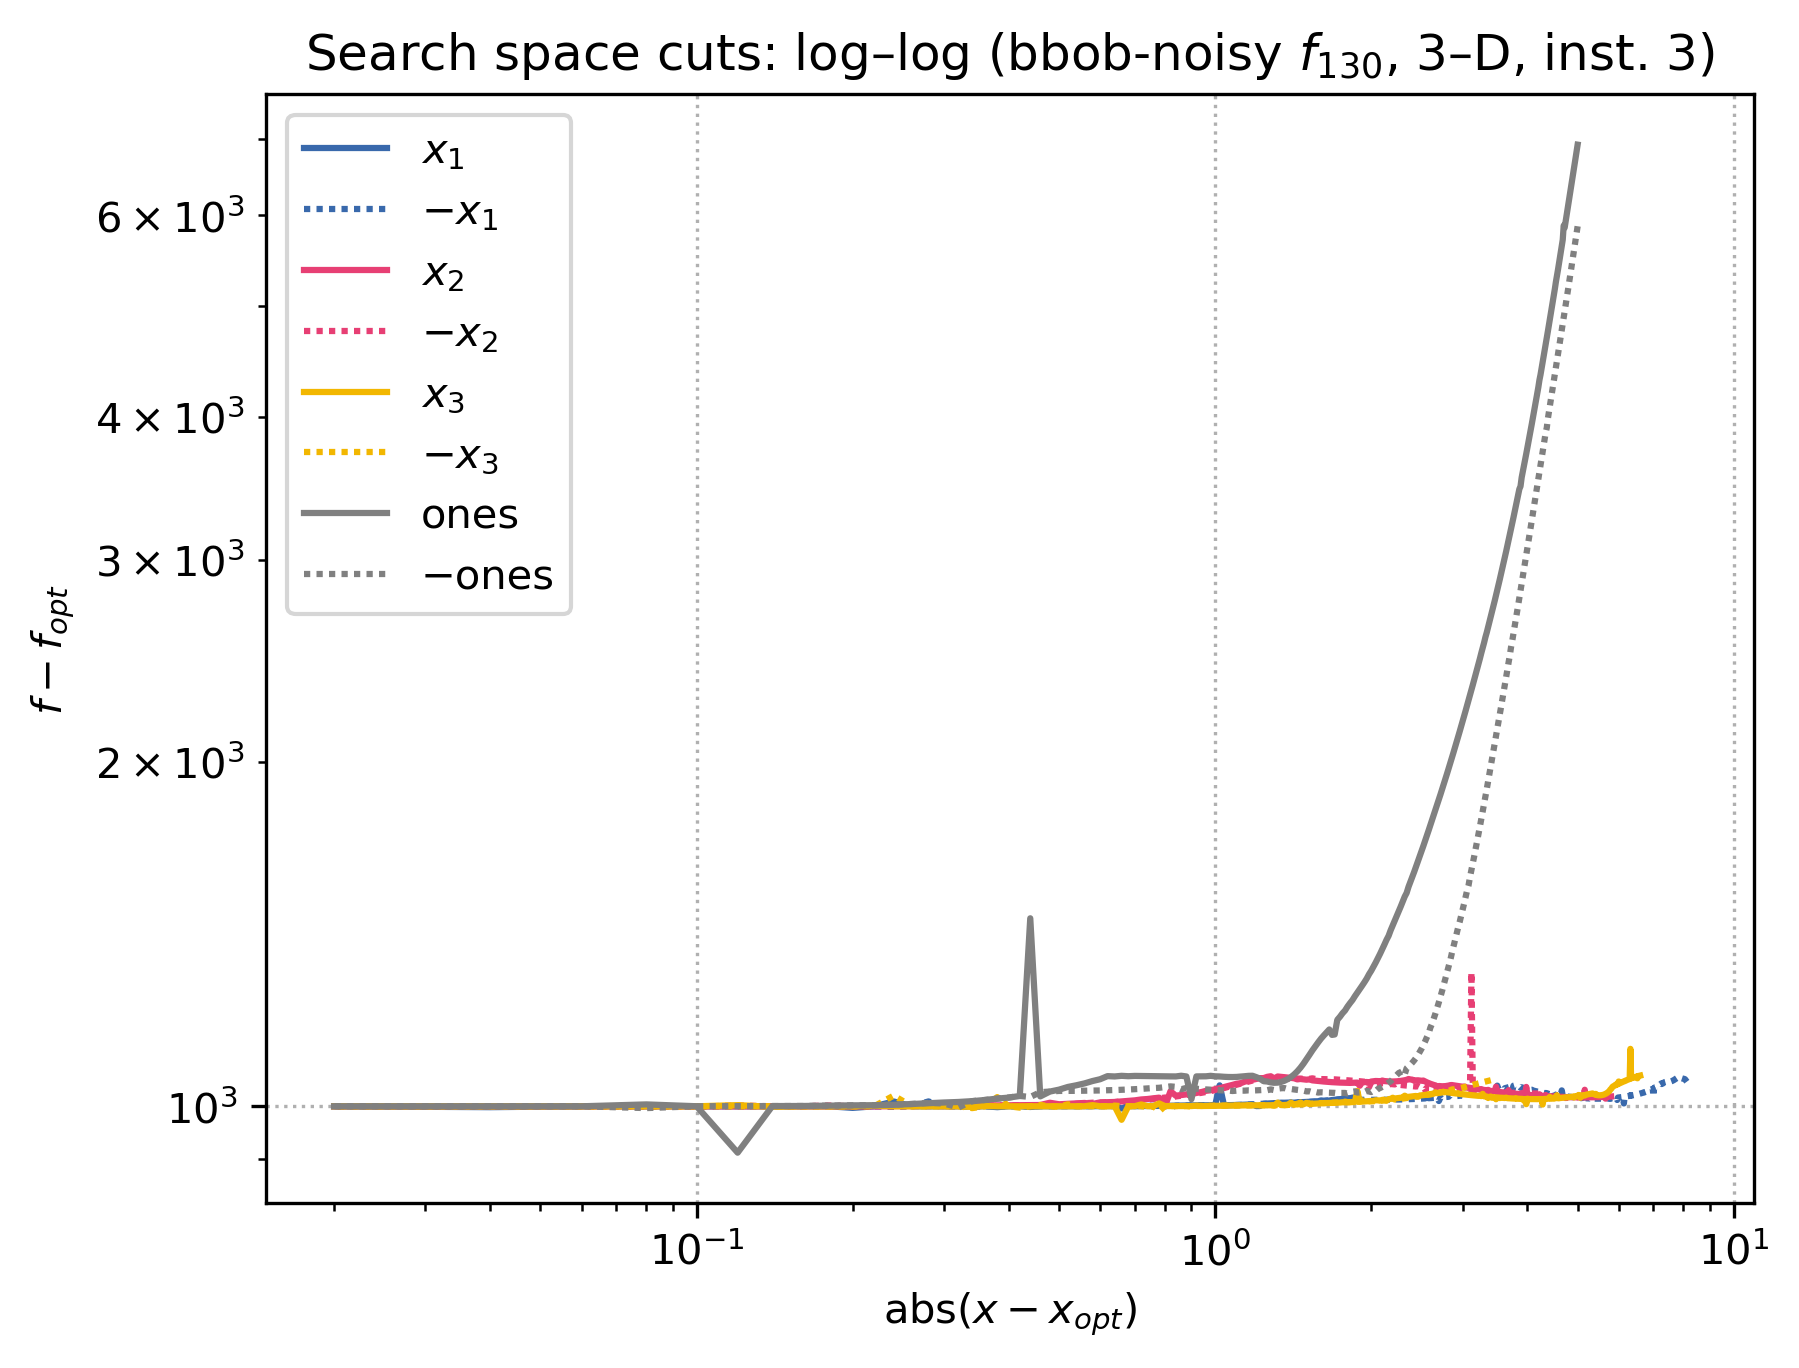 Search space cuts: log–log (bbob-noisy f₁₃₀, 3–D, inst. 3)
x₁
−x₁
x₂
−x₂
x₃
−x₃
ones
−ones
6 × 10³
4 × 10³
3 × 10³
2 × 10³
10³
f − fₒₚₜ
10⁻¹
10⁰
10¹
abs(x − xₒₚₜ)